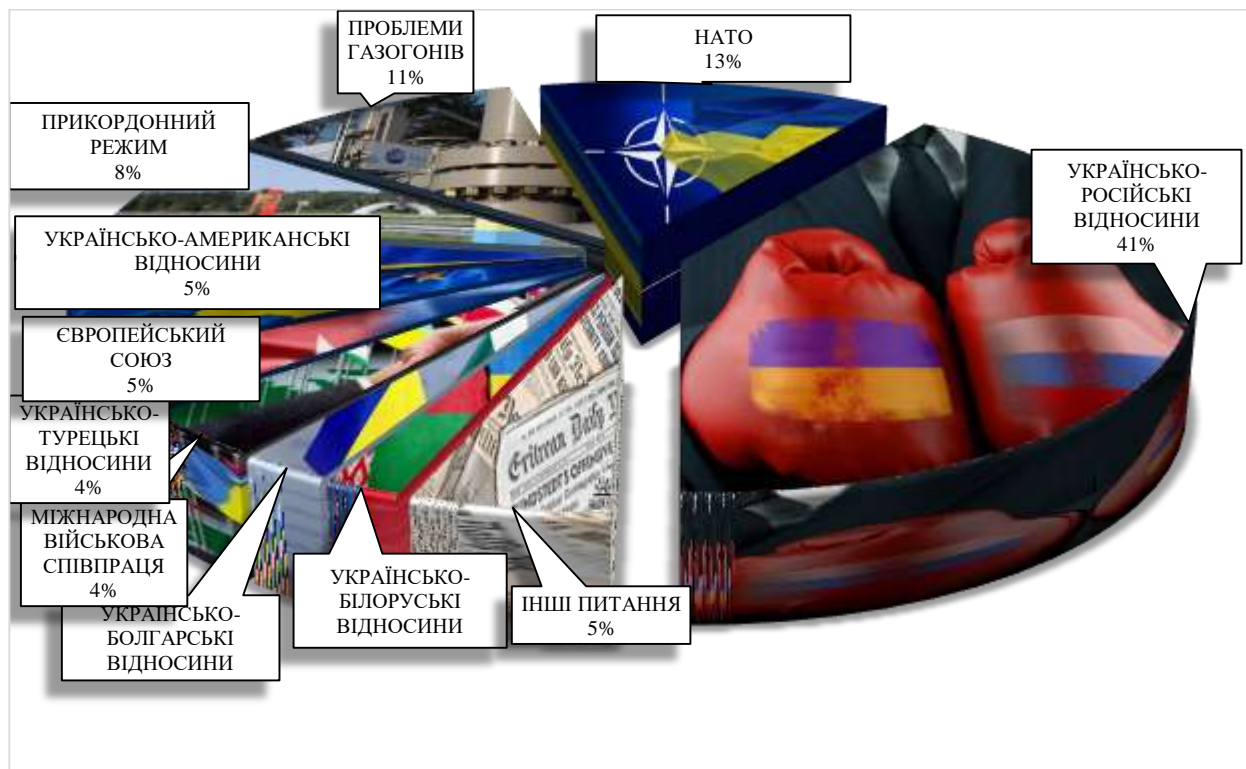 ПРОБЛЕМИ
ГАЗОГОНІВ
11%
НАТО
13%
ПРИКОРДОННИЙ
РЕЖИМ
8%
УКРАЇНСЬКО-
РОСІЙСЬКІ
ВІДНОСИНИ
41%
УКРАЇНСЬКО-АМЕРИКАНСЬКІ
ВІДНОСИНИ
5%
ЄВРОПЕЙСЬКИЙ
СОЮЗ
5%
УКРАЇНСЬКО-
ТУРЕЦЬКІ
ВІДНОСИНИ
4%
МІЖНАРОДНА
ВІЙСЬКОВА
СПІВПРАЦЯ
4%
УКРАЇНСЬКО-
БОЛГАРСЬКІ
ВІДНОСИНИ
УКРАЇНСЬКО-
БІЛОРУСЬКІ
ВІДНОСИНИ
ІНШІ ПИТАННЯ
5%